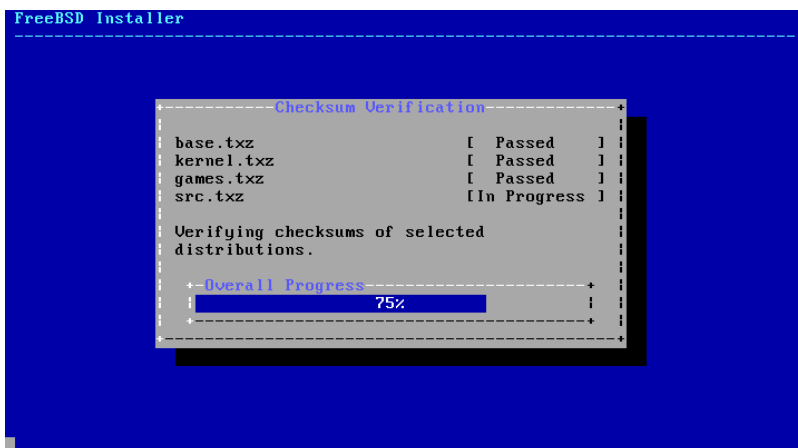 FreeBSD Installer
Checksum Verification
base.txz [ Passed ]
kernel.txz [ Passed ]
games.txz [ Passed ]
src.txz [In Progress ]
Verifying checksums of selected
distributions.
Overall Progress
75%